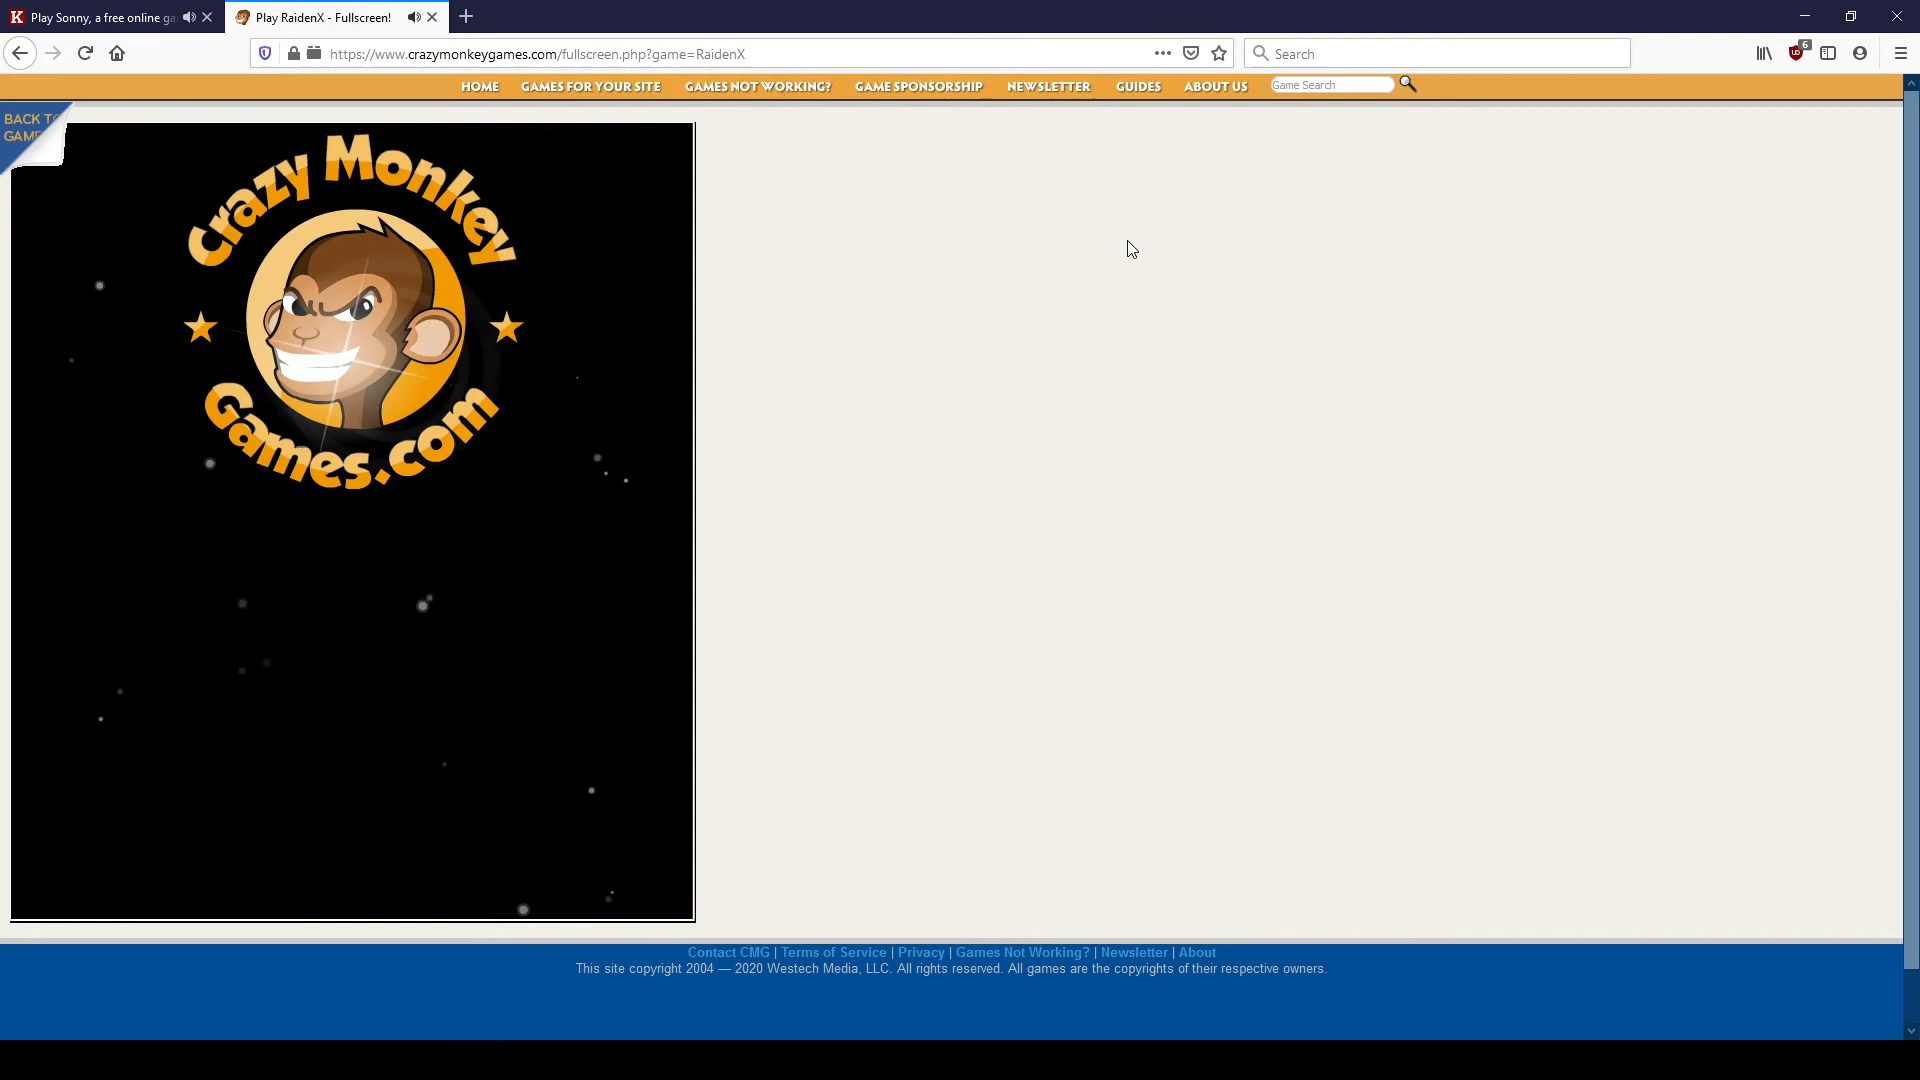 Play Sonny, a free online ga
Play RaidenX - Fullscreen!
https://www.crazymonkeygames.com/fullscreen.php?game=RaidenX
Search
6
HOME GAMES FOR YOUR SITE GAMES NOT WORKING? GAME SPONSORSHIP NEWSLETTER GUIDES ABOUT US Game Search
BACK TO
GAME
Crazy Monkey
Games.com
Contact CMG | Terms of Service | Privacy | Games Not Working? | Newsletter | About
This site copyright 2004 — 2020 Westech Media, LLC. All rights reserved. All games are the copyrights of their respective owners.